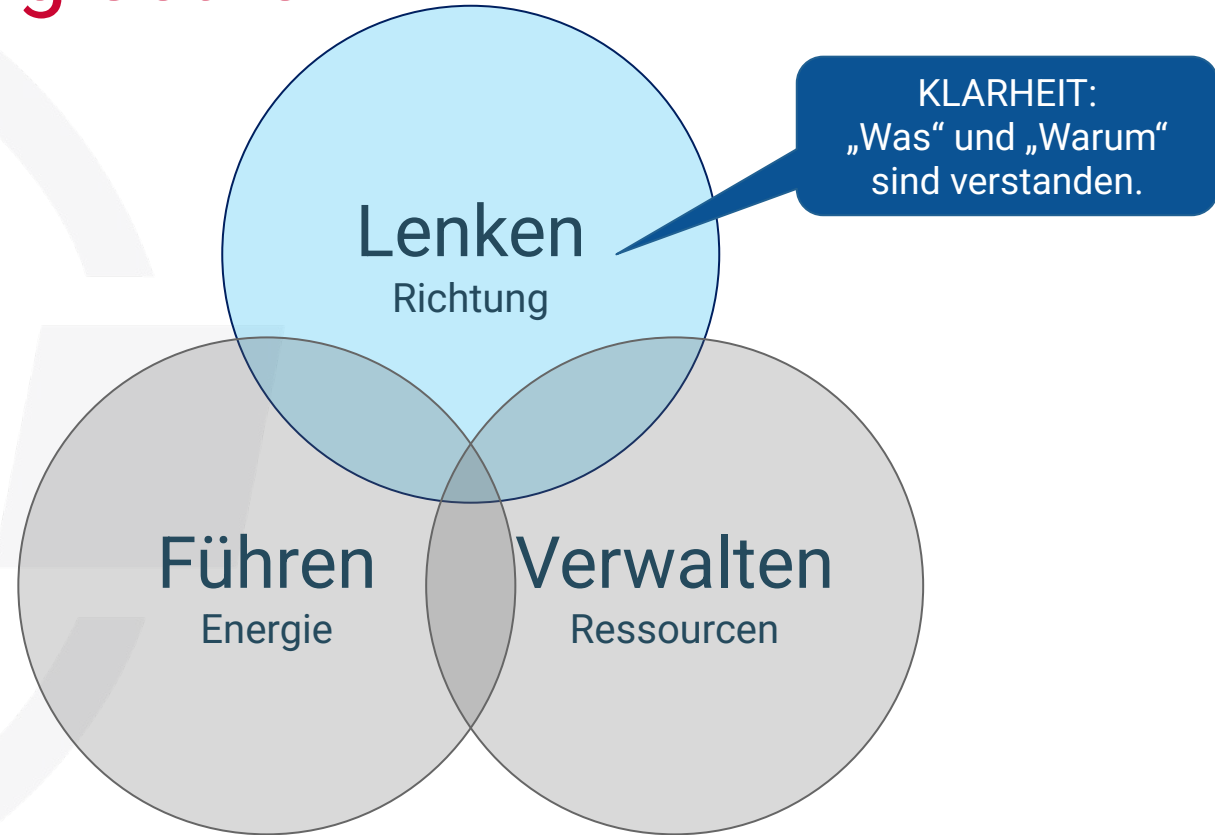 KLARHEIT:
„Was“ und „Warum“
sind verstanden.
Lenken
Richtung
Führen
Energie
Verwalten
Ressourcen